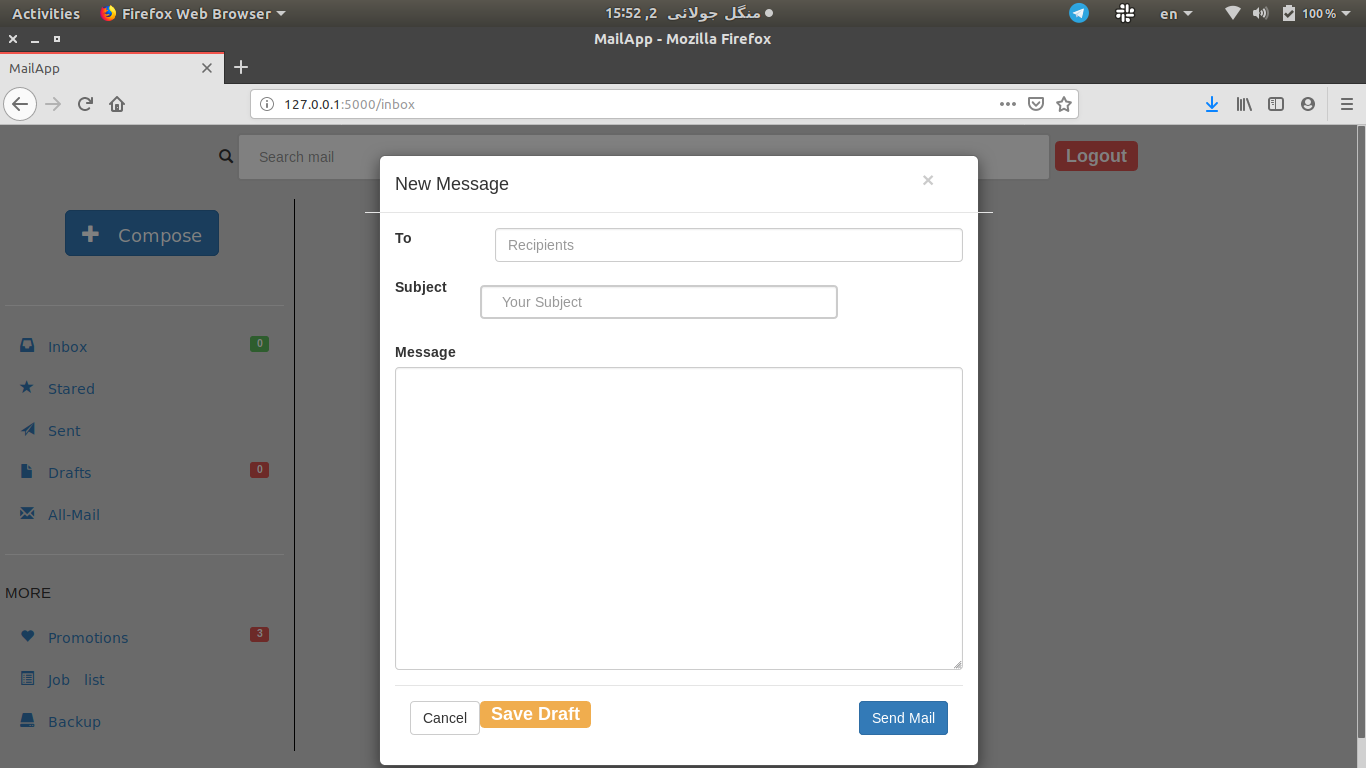 Activities Firefox Web Browser منگل جولائی 2, 15:52 en 100 %
MailApp - Mozilla Firefox
MailApp
127.0.0.1:5000/inbox
Search mail
Logout
New Message ×
Compose
To Recipients
Subject Your Subject
Message
Inbox 0
Stared
Sent
Drafts 0
All-Mail
MORE
Promotions 3
Job list
Backup
Cancel Save Draft Send Mail